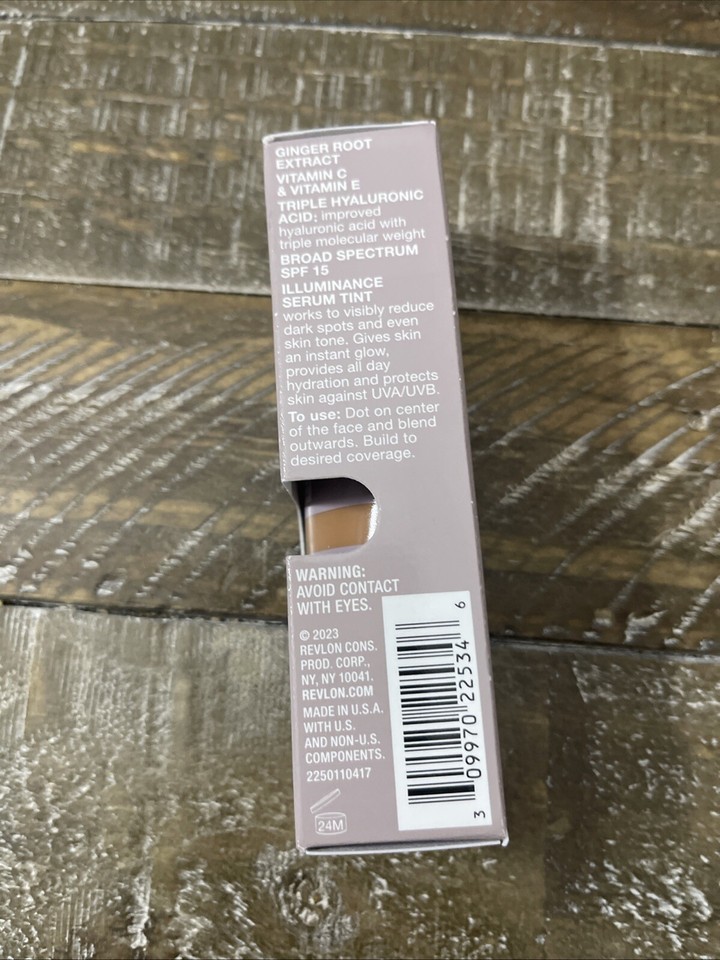 GINGER ROOT
EXTRACT
VITAMIN C
& VITAMIN E
TRIPLE HYALURONIC
ACID: improved
hyaluronic acid with
triple molecular weight
BROAD SPECTRUM
SPF 15
ILLUMINANCE
SERUM TINT
works to visibly reduce
dark spots and even
skin tone. Gives skin
an instant glow,
provides all day
hydration and protects
skin against UVA/UVB.
To use: Dot on center
of the face and blend
outwards. Build to
desired coverage.
WARNING:
AVOID CONTACT
WITH EYES.
© 2023
REVLON CONS.
PROD. CORP.,
NY, NY 10041.
REVLON.COM
MADE IN U.S.A.
WITH U.S.
AND NON-U.S.
COMPONENTS.
2250110417
24M
3 09970 22534 6